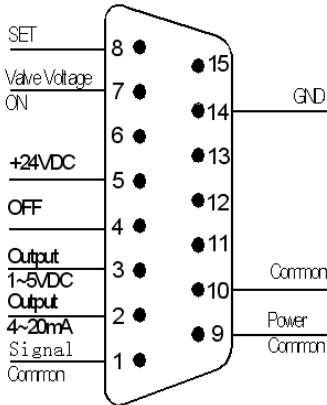 SET
8
15
Valve Voltage
ON
7
14
GND
6
13
+24VDC
5
12
OFF
4
11
Output
1~5VDC
3
10
Common
Output
4~20mA
2
9
Power
Common
Signal
Common
1